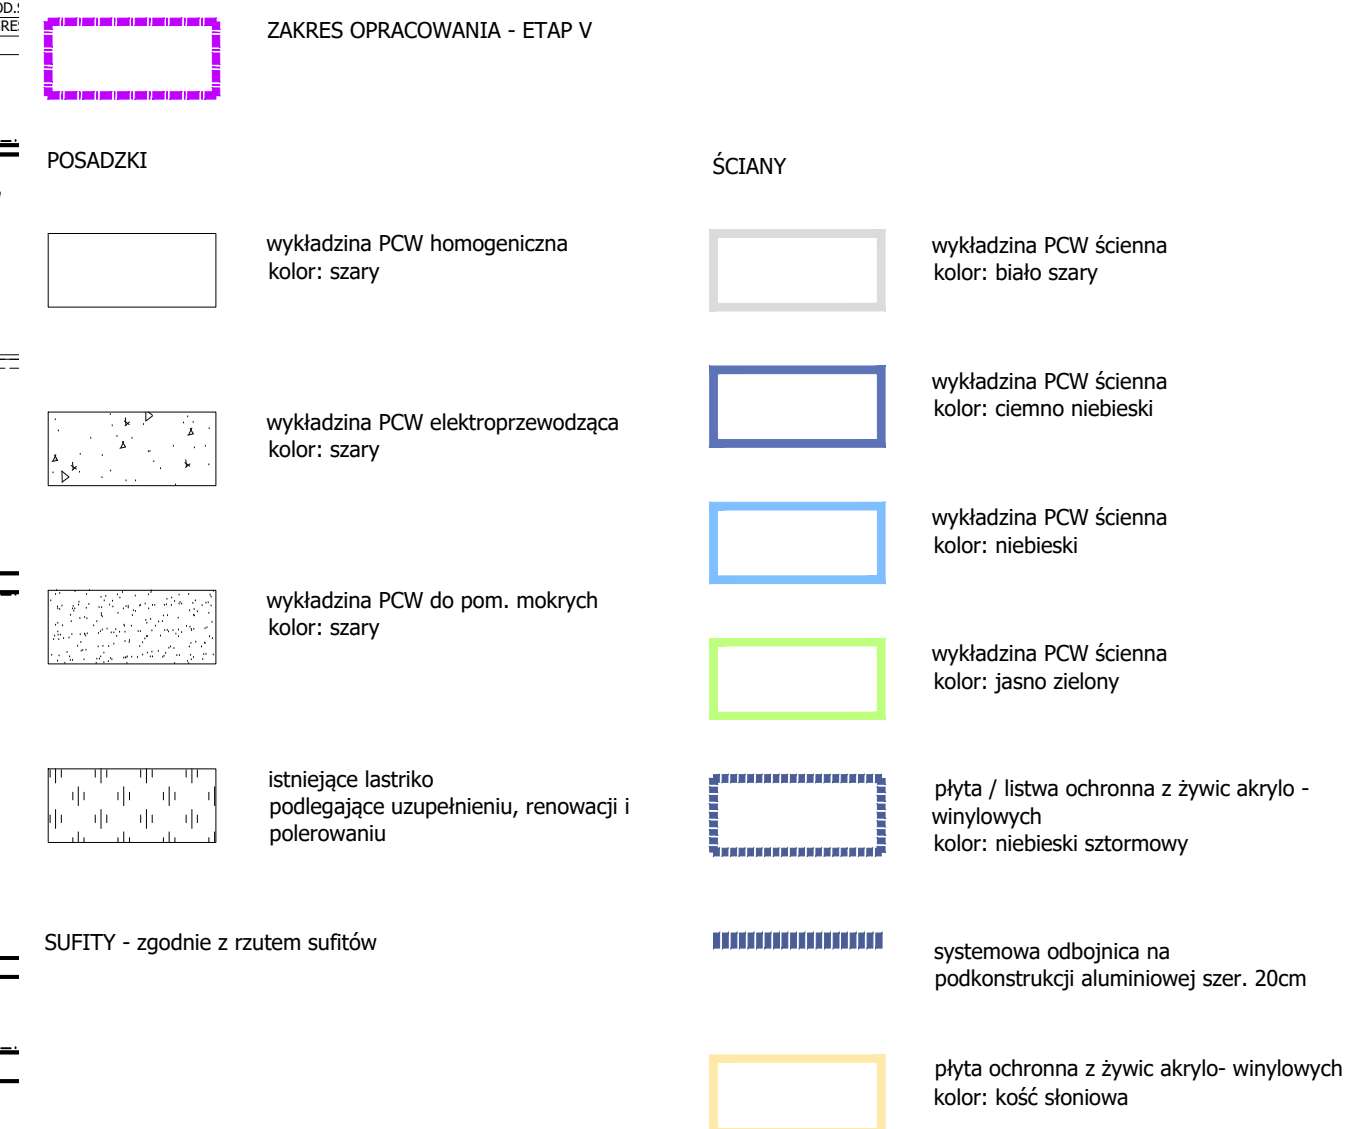 ZAKRES OPRACOWANIA - ETAP V
POSADZKI
wykładzina PCW homogeniczna
kolor: szary
wykładzina PCW elektroprzewodząca
kolor: szary
wykładzina PCW do pom. mokrych
kolor: szary
istniejące lastriko
podlegające uzupełnieniu, renowacji i
polerowaniu
SUFITY - zgodnie z rzutem sufitów
ŚCIANY
wykładzina PCW ścienna
kolor: biało szary
wykładzina PCW ścienna
kolor: ciemno niebieski
wykładzina PCW ścienna
kolor: niebieski
wykładzina PCW ścienna
kolor: jasno zielony
płyta / listwa ochronna z żywic akrylo -
winylowych
kolor: niebieski sztormowy
systemowa odbojnica na
podkonstrukcji aluminiowej szer. 20cm
płyta ochronna z żywic akrylo- winylowych
kolor: kość słoniowa